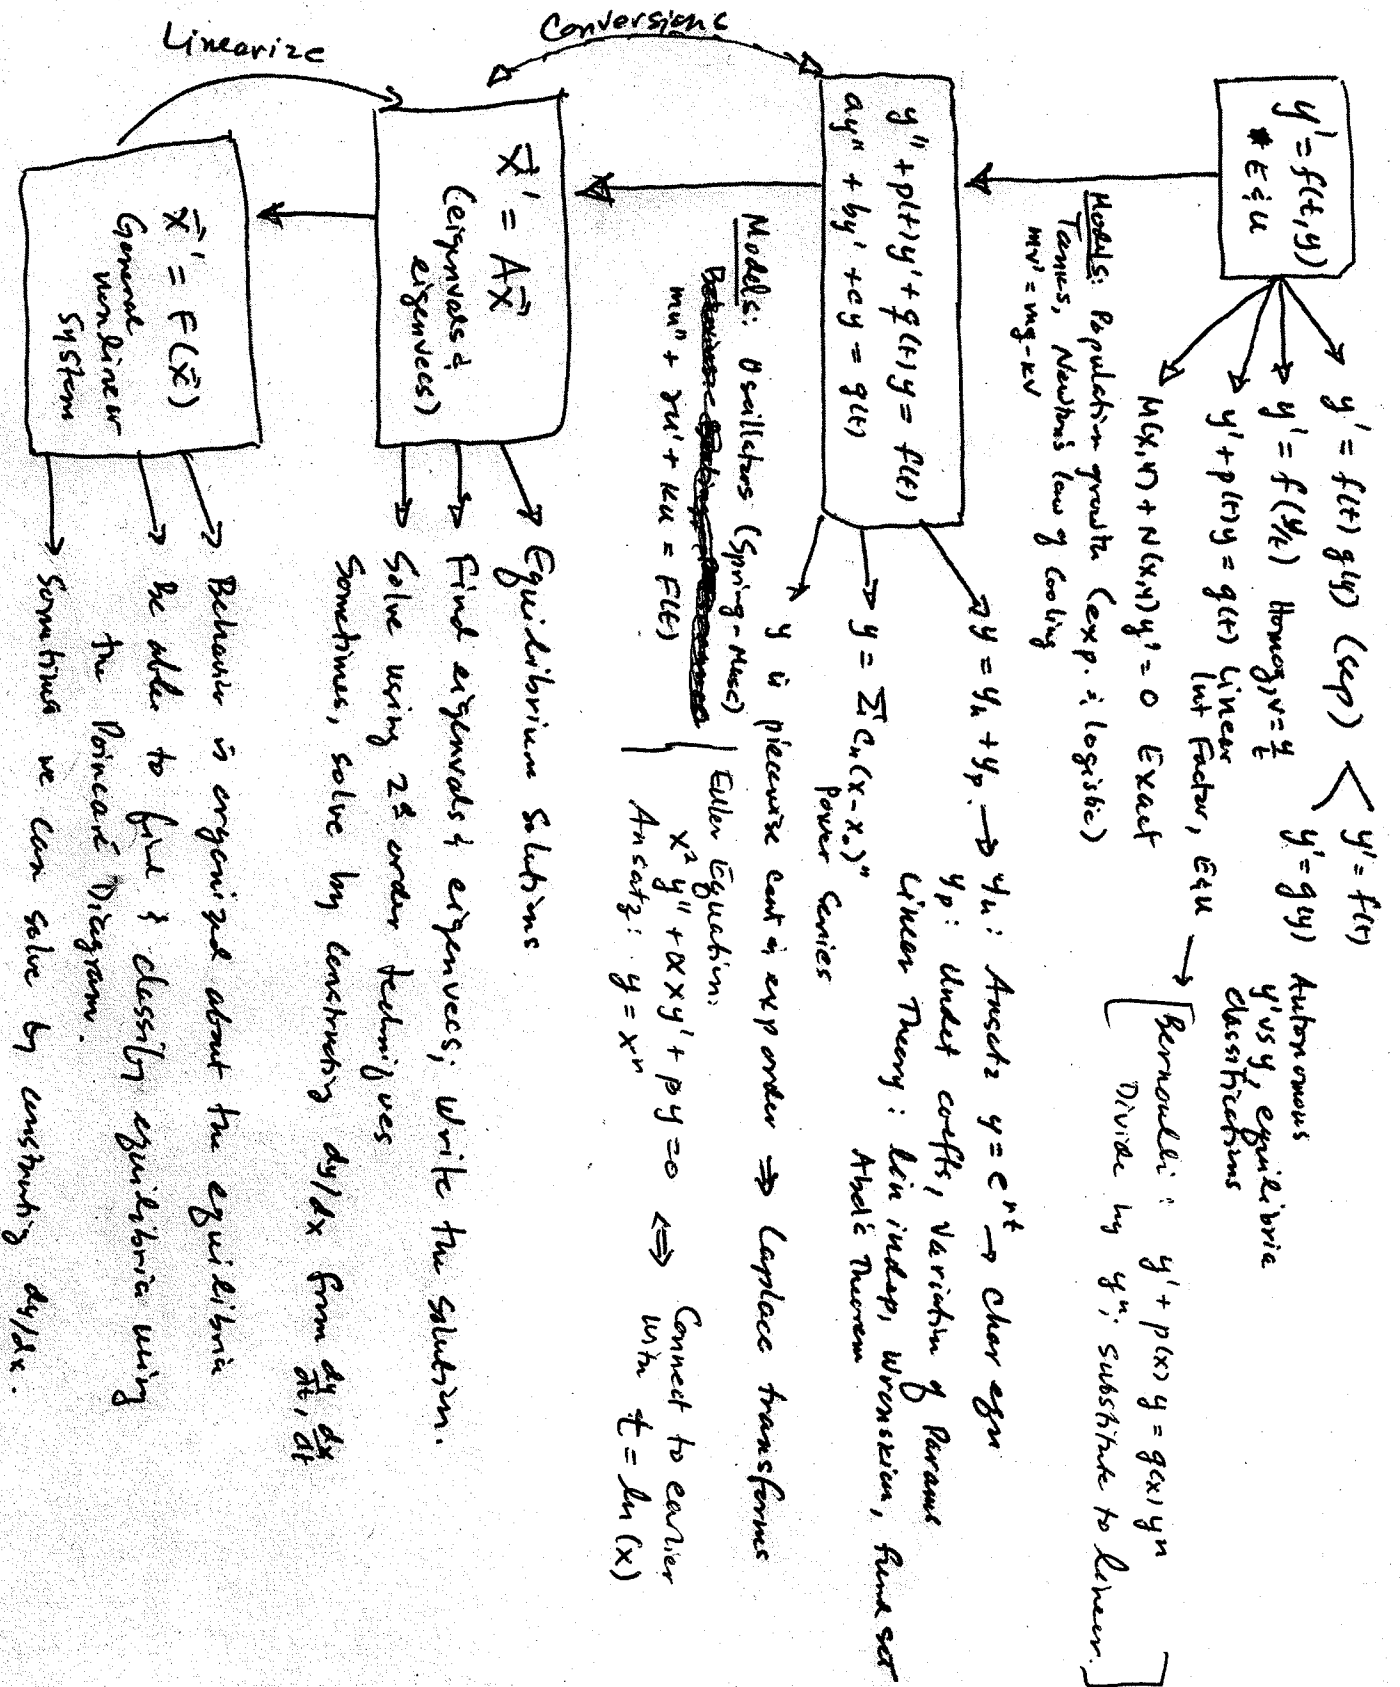 y' = f(t,y)
* E & U
y' = f(t) g(y) (sep) < y' = f(t)
y' = g(y) Autonomous
y' vs y, equilibria
classifications
y' = f(y/t) Homog, v = y/t
y' + p(t)y = g(t) Linear
Int Factor, E&U →
[Bernoulli: y' + p(x)y = g(x)y^n
Divide by y^n; substitute to linear.]
M(x,y) + N(x,y)y' = 0 Exact
Models: Population growth (exp. & logistic)
Tanks, Newtons law of Cooling
mv' = mg - kv
y'' + p(t)y' + q(t)y = f(t)
ay'' + by' + cy = g(t)
y = y_h + y_p → y_h: Ansatz y = e^rt → Char eqn
y_p: Undet coeffs, Variation of Params
Linear Theory: Lin indep, Wronskian, fund set
Abel's Theorem
y = Σ c_n(x-x_0)^n
Power Series
y is piecewise cont & exp order ⇒ Laplace transforms
Models: Oscillators (Spring-Mass)
mu'' + γu' + ku = F(t)
Euler Equation:
x² y'' + αxy' + βy = 0 ⟺ Connect to earlier
Ansatz: y = x^r
with t = ln(x)
Conversions
x⃗' = Ax⃗
(eigenvals &
eigenvecs)
Equilibrium Solutions
Find eigenvals & eigenvecs; Write the solution.
Solve using 2nd order techniques
Sometimes, solve by constructing dy/dx from dy/dt, dx/dt
Linearize
x⃗' = F(x⃗)
General
nonlinear
system
Behavior is organized about the equilibria
Be able to find & classify equilibria using
the Poincaré Diagram.
Sometimes we can solve by constructing dy/dx.